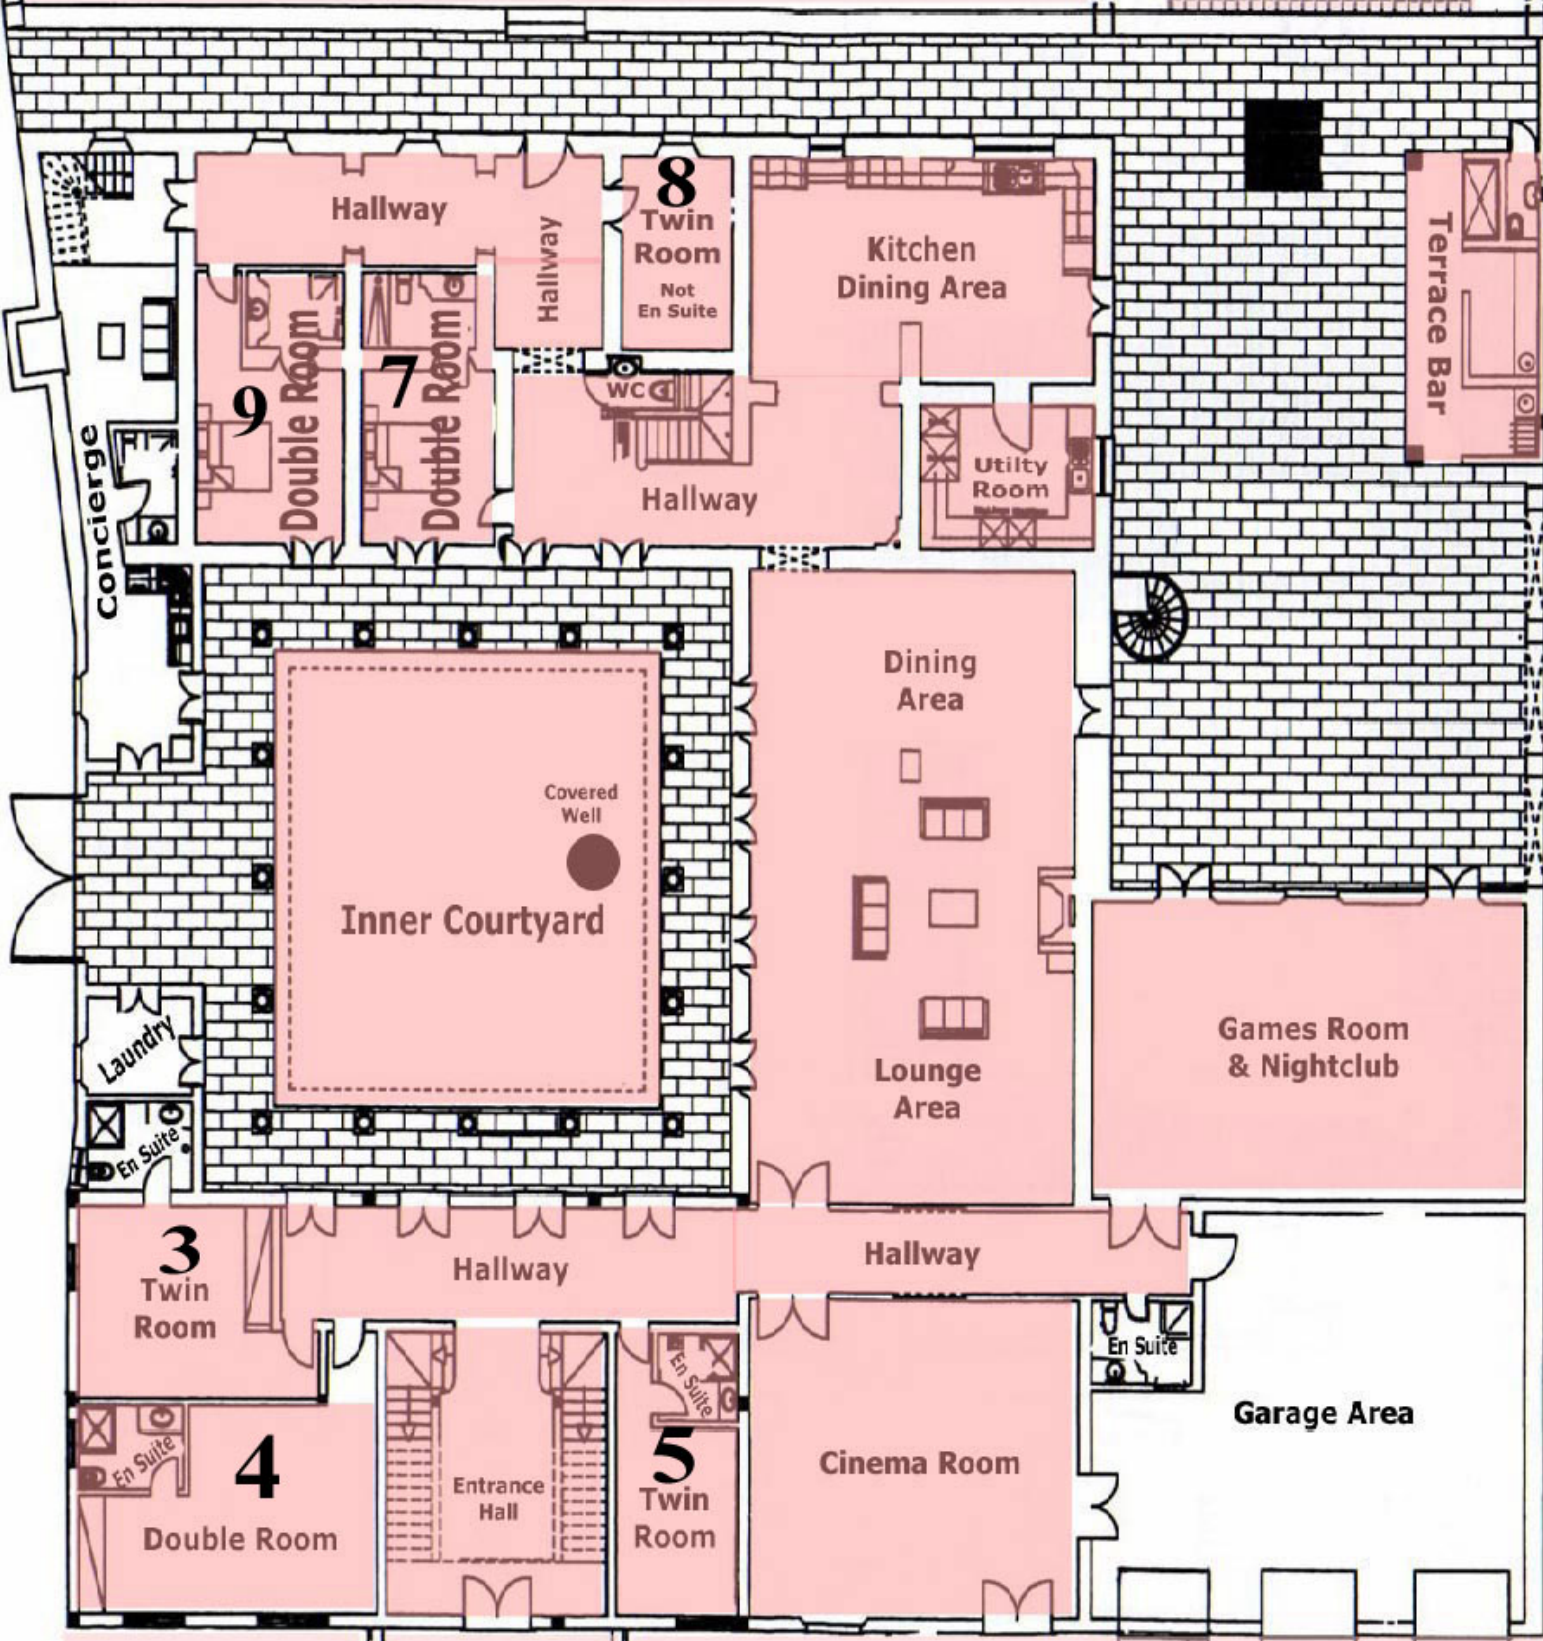 Hallway
Hallway
8
Twin
Room
Not
En Suite
Kitchen
Dining Area
Terrace Bar
9
Double Room
7
Double Room
WC
Hallway
Utilty
Room
Concierge
Dining
Area
Covered
Well
Inner Courtyard
Lounge
Area
Games Room
& Nightclub
Laundry
En Suite
3
Twin
Room
Hallway
Hallway
En Suite
En Suite
Garage Area
4
En Suite
Double Room
Entrance
Hall
5
Twin
Room
Cinema Room